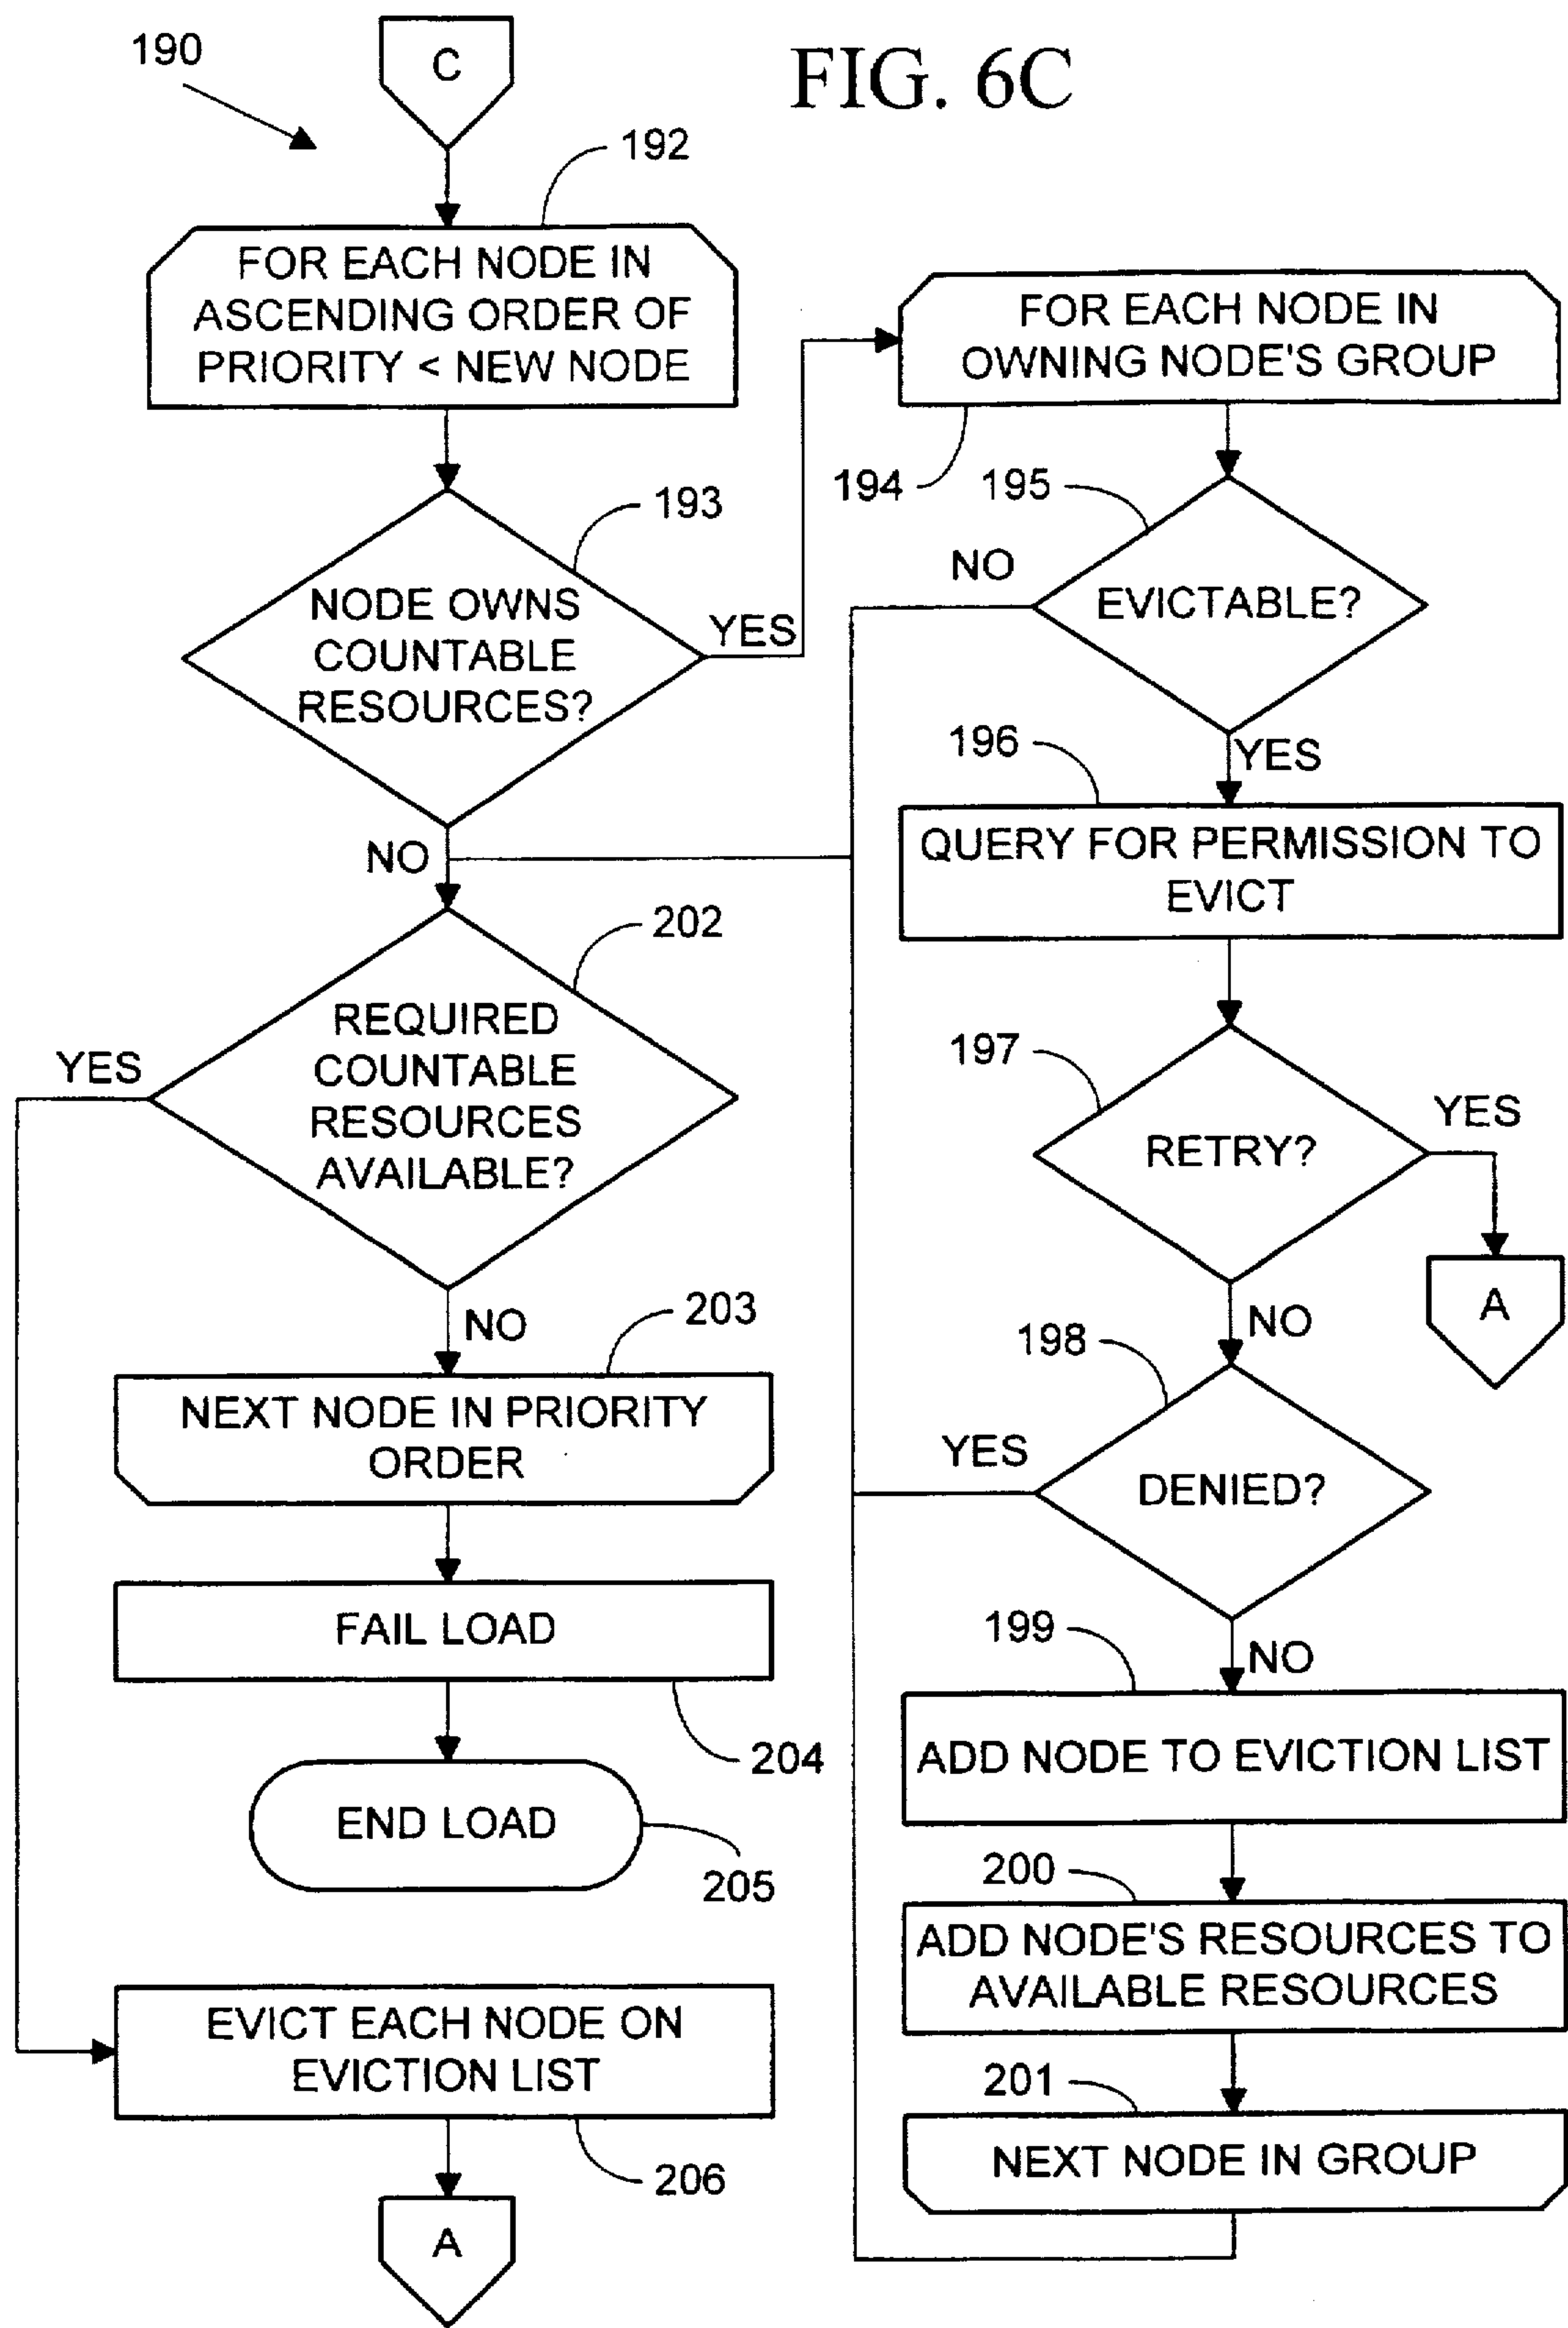 FIG. 6C
190
C
192
FOR EACH NODE IN
ASCENDING ORDER OF
PRIORITY < NEW NODE
193
NODE OWNS
COUNTABLE
RESOURCES?
YES
NO
FOR EACH NODE IN
OWNING NODE'S GROUP
194
195
EVICTABLE?
NO
YES
196
QUERY FOR PERMISSION TO
EVICT
197
RETRY?
YES
A
NO
198
DENIED?
YES
NO
199
ADD NODE TO EVICTION LIST
200
ADD NODE'S RESOURCES TO
AVAILABLE RESOURCES
201
NEXT NODE IN GROUP
202
REQUIRED
COUNTABLE
RESOURCES
AVAILABLE?
YES
NO
203
NEXT NODE IN PRIORITY
ORDER
FAIL LOAD
204
END LOAD
205
EVICT EACH NODE ON
EVICTION LIST
206
A